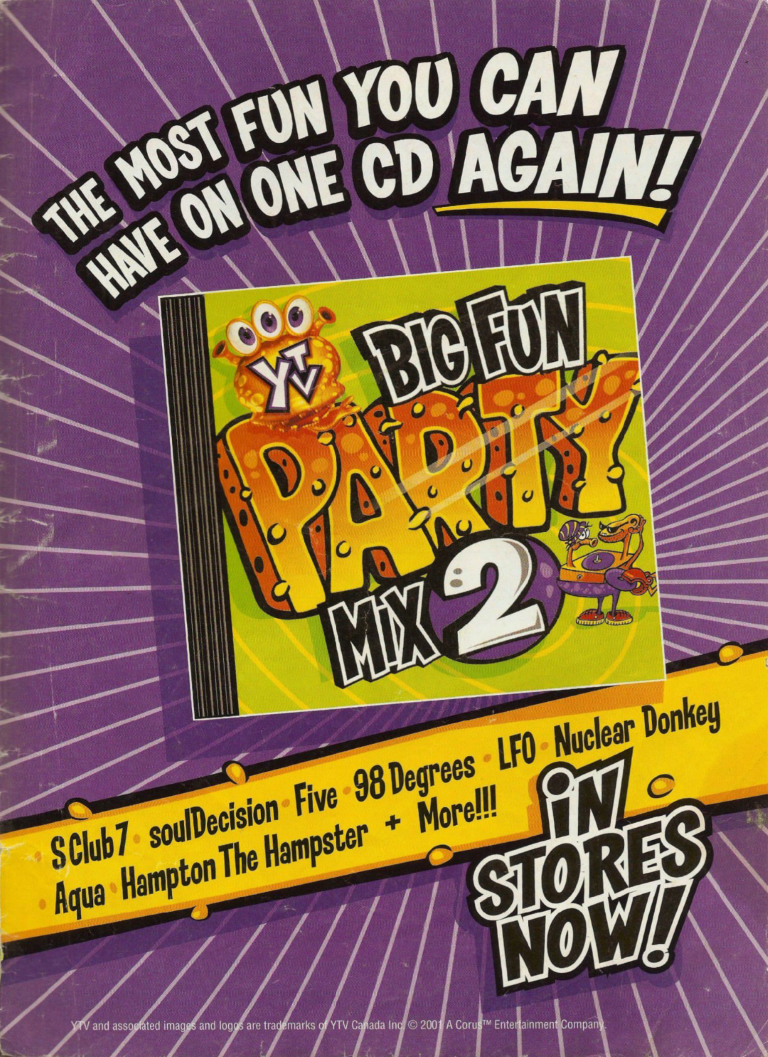 THE MOST FUN YOU CAN
HAVE ON ONE CD AGAIN!
YTV
BIG FUN
PARTY
MIX 2
S Club 7 • soulDecision • Five • 98 Degrees • LFO • Nuclear Donkey
Aqua • Hampton The Hampster + More!!!
iN
STORES
NOW!
YTV and associated images and logos are trademarks of YTV Canada Inc. © 2001 A Corus™ Entertainment Company.